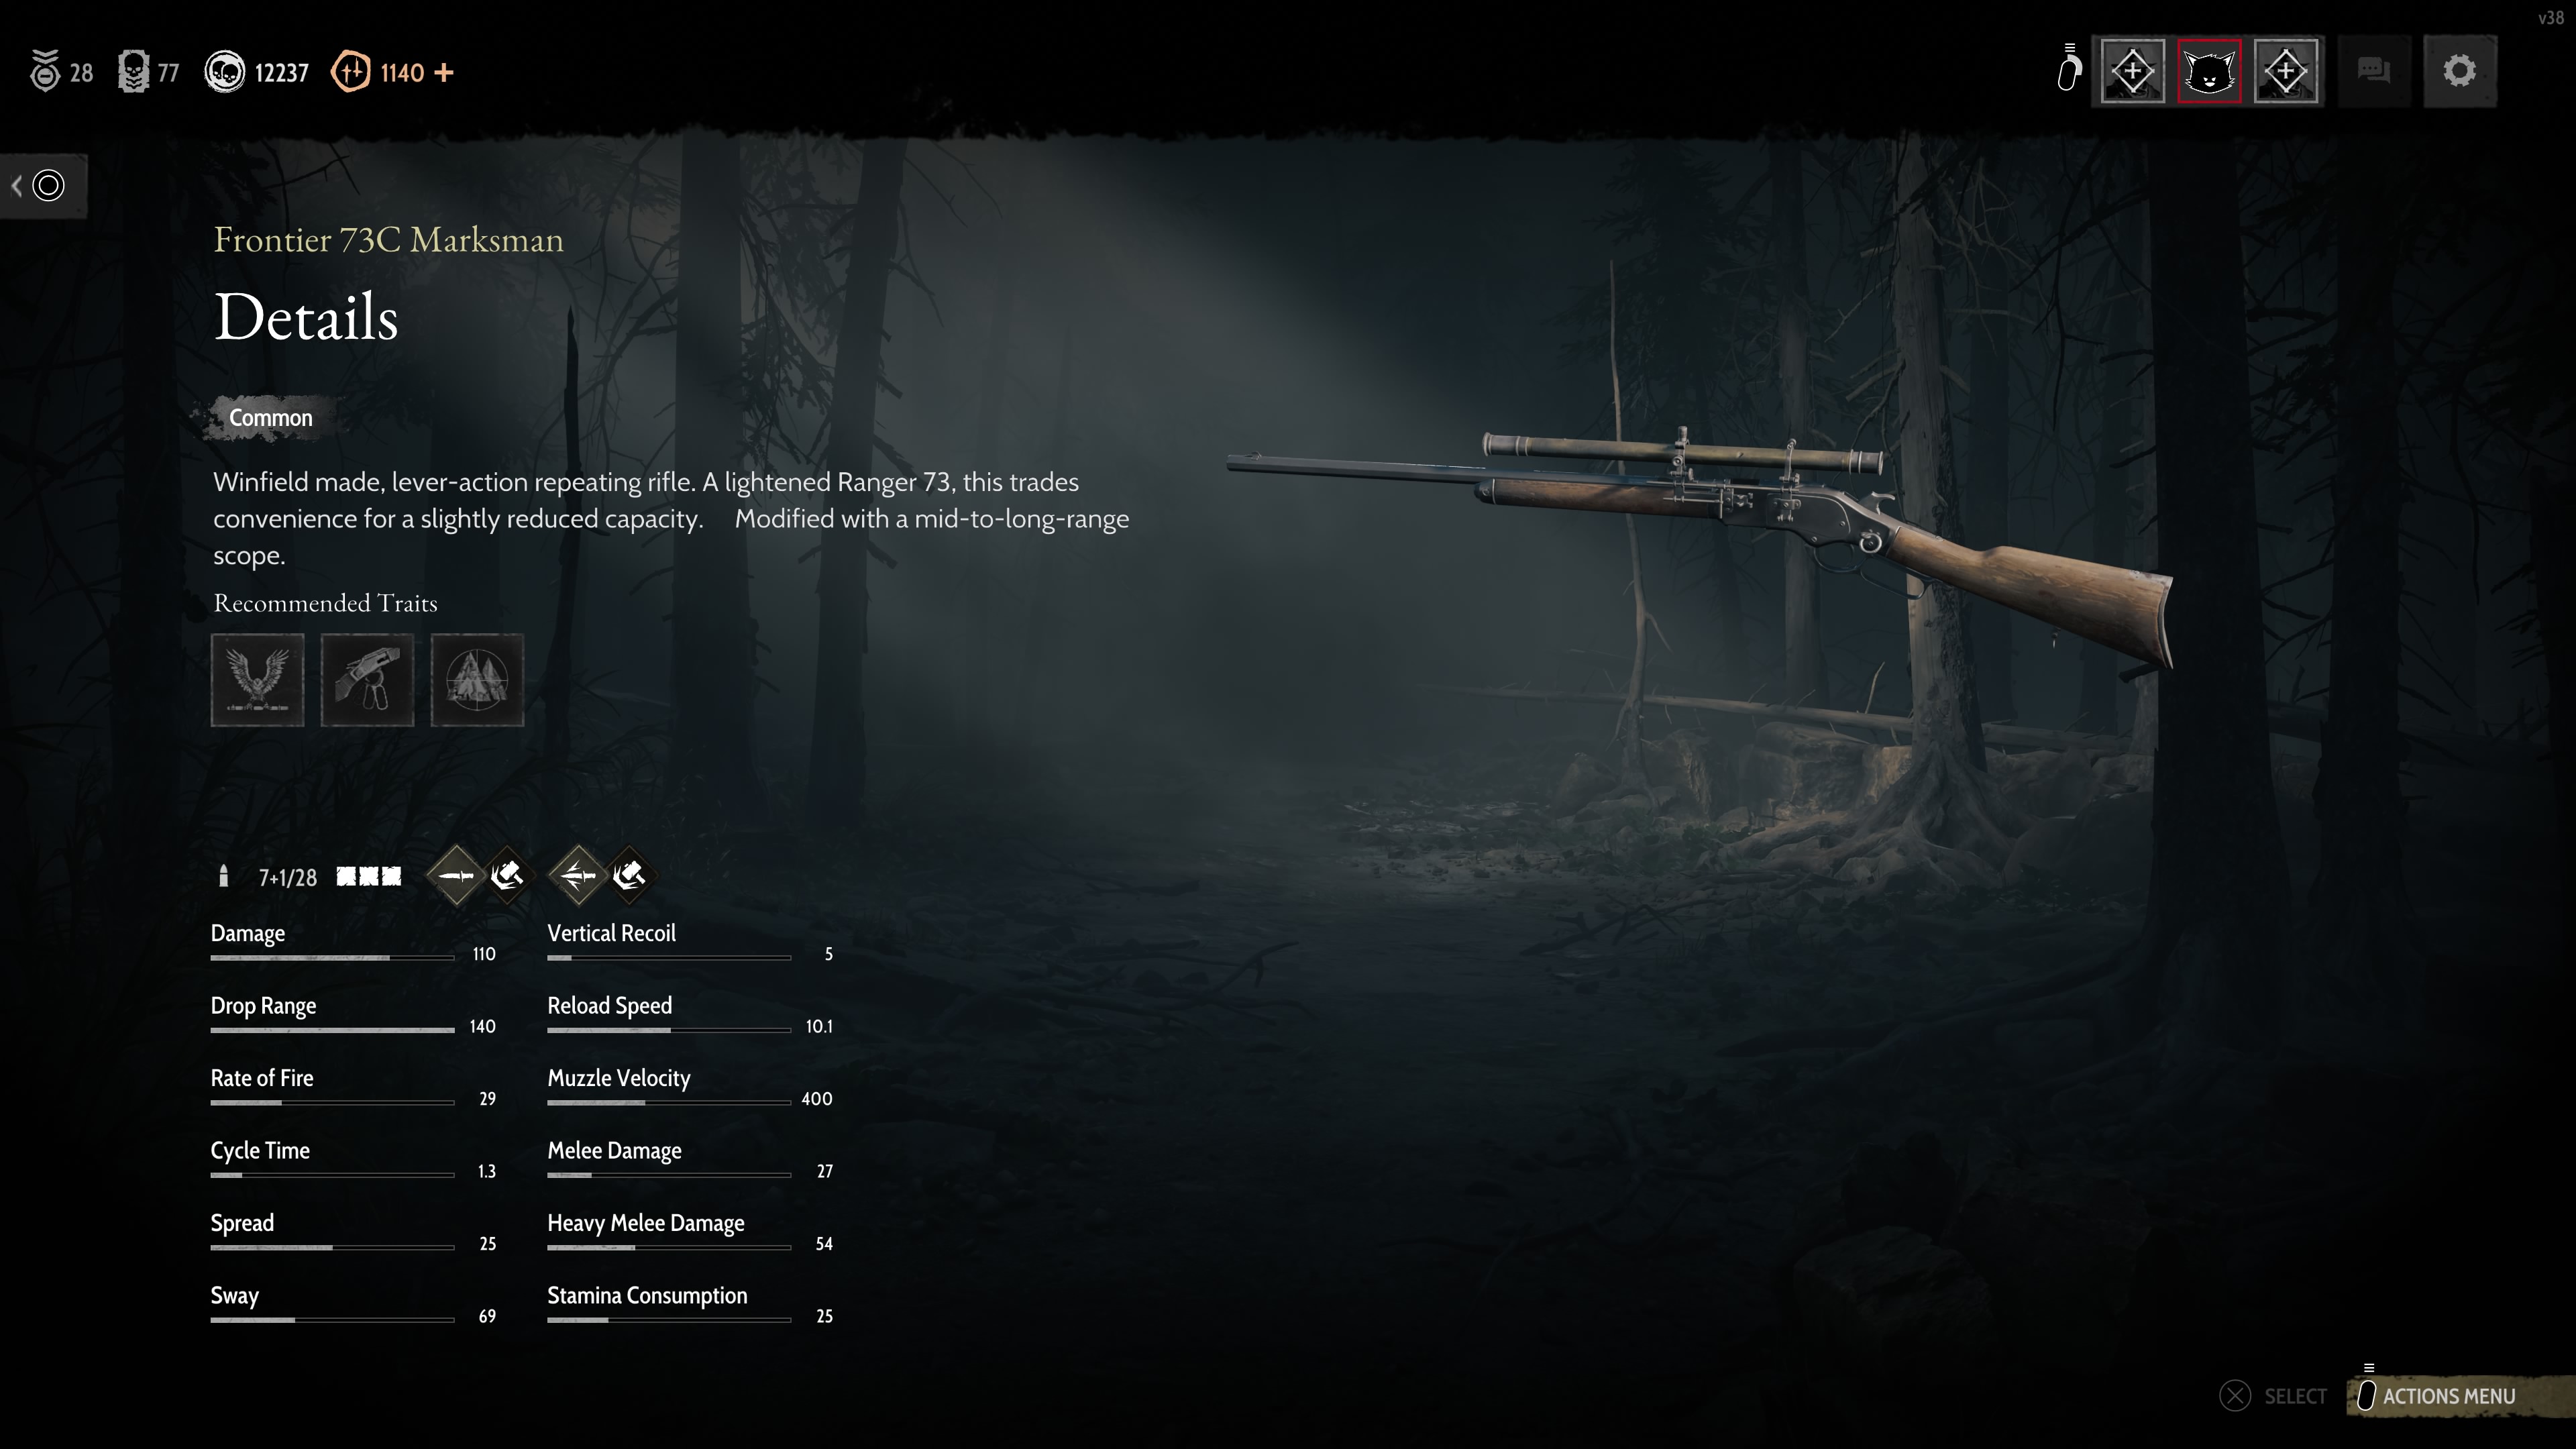 v38
28
77
12237
1140 +
Frontier 73C Marksman
Details
Common
Winfield made, lever-action repeating rifle. A lightened Ranger 73, this trades
convenience for a slightly reduced capacity. Modified with a mid-to-long-range
scope.
Recommended Traits
7+1/28
Damage 110
Vertical Recoil 5
Drop Range 140
Reload Speed 10.1
Rate of Fire 29
Muzzle Velocity 400
Cycle Time 1.3
Melee Damage 27
Spread 25
Heavy Melee Damage 54
Sway 69
Stamina Consumption 25
SELECT
ACTIONS MENU